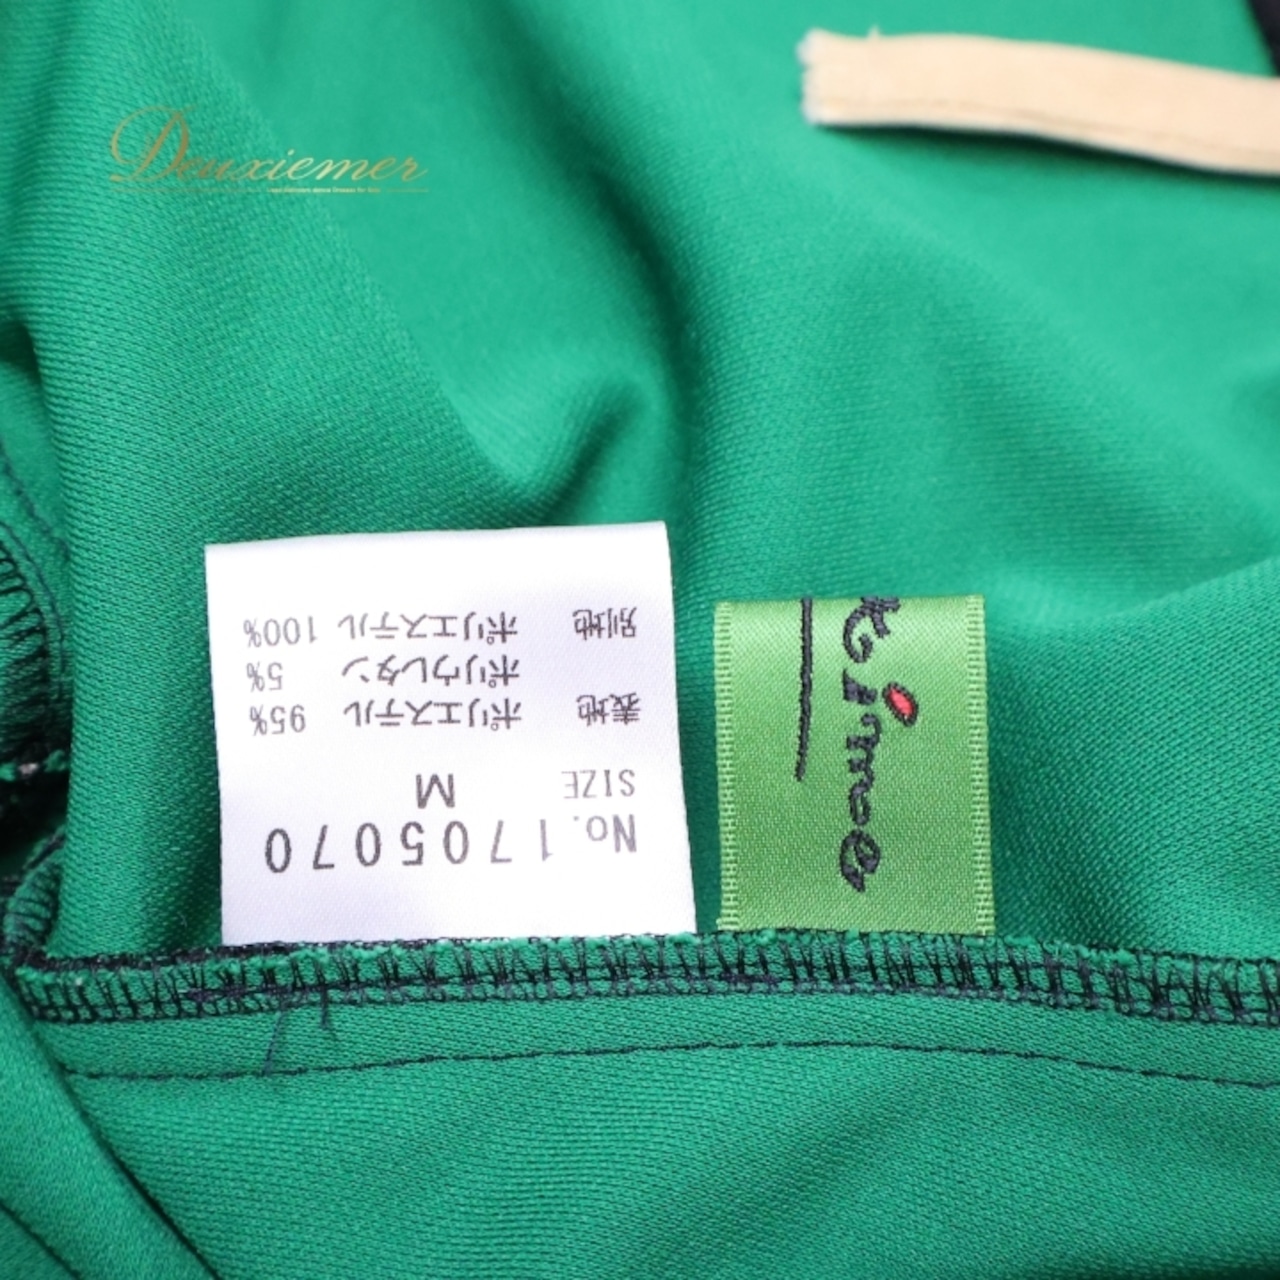 Deuxiemer
No.1705070
SIZE M
表地 ポリエステル 95%
ポリウレタン 5%
別地 ポリエステル 100%